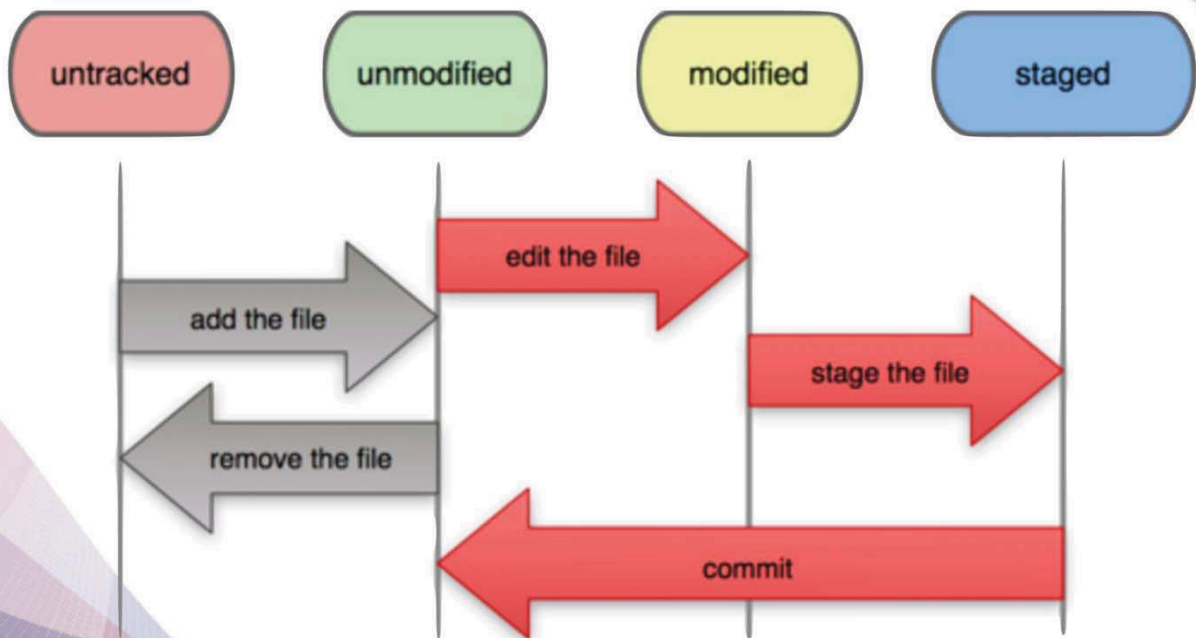 untracked
unmodified
modified
staged
edit the file
add the file
stage the file
remove the file
commit